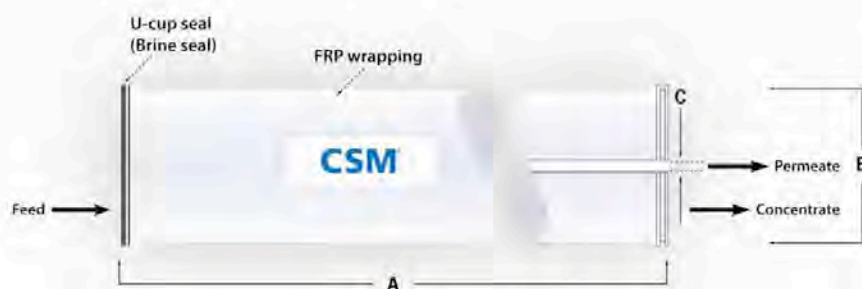 U-cup seal
(Brine seal)
FRP wrapping
C
CSM
Permeate
B
Feed
Concentrate
A